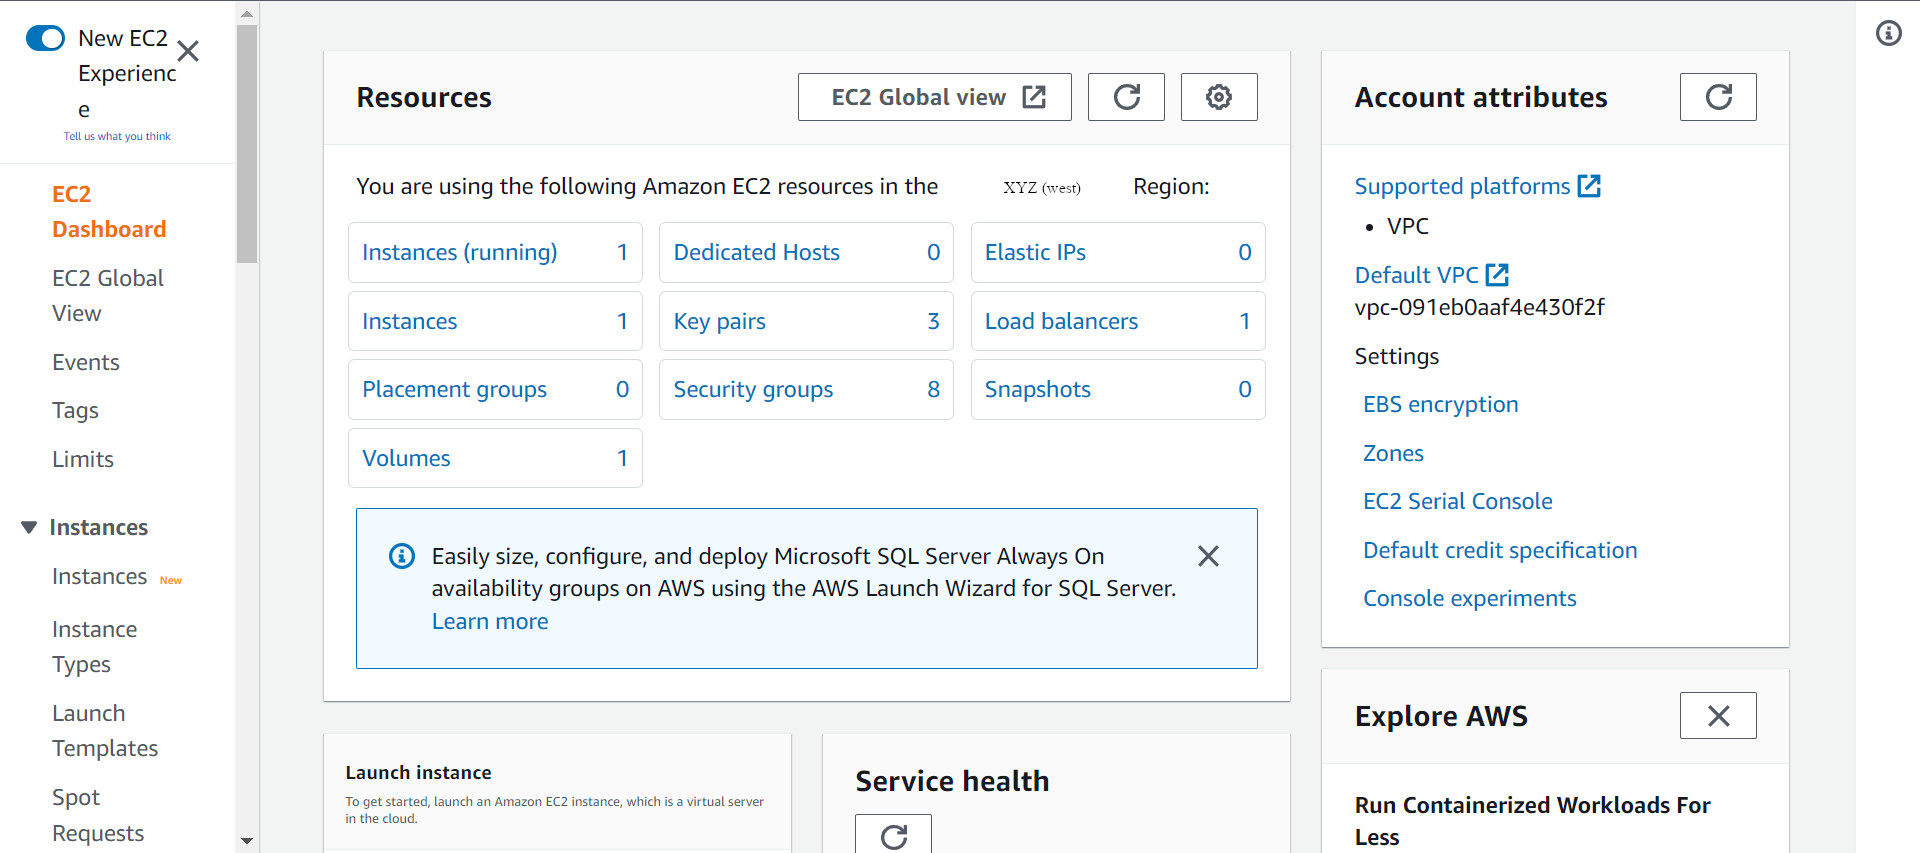 New EC2
Experienc
e
Tell us what you think
EC2
Dashboard
EC2 Global
View
Events
Tags
Limits
Instances
Instances New
Instance
Types
Launch
Templates
Spot
Requests
Resources
EC2 Global view
You are using the following Amazon EC2 resources in the XYZ (west) Region:
Instances (running) 1
Dedicated Hosts 0
Elastic IPs 0
Instances 1
Key pairs 3
Load balancers 1
Placement groups 0
Security groups 8
Snapshots 0
Volumes 1
Easily size, configure, and deploy Microsoft SQL Server Always On
availability groups on AWS using the AWS Launch Wizard for SQL Server.
Learn more
Launch instance
To get started, launch an Amazon EC2 instance, which is a virtual server
in the cloud.
Service health
Account attributes
Supported platforms
• VPC
Default VPC
vpc-091eb0aaf4e430f2f
Settings
EBS encryption
Zones
EC2 Serial Console
Default credit specification
Console experiments
Explore AWS
Run Containerized Workloads For
Less